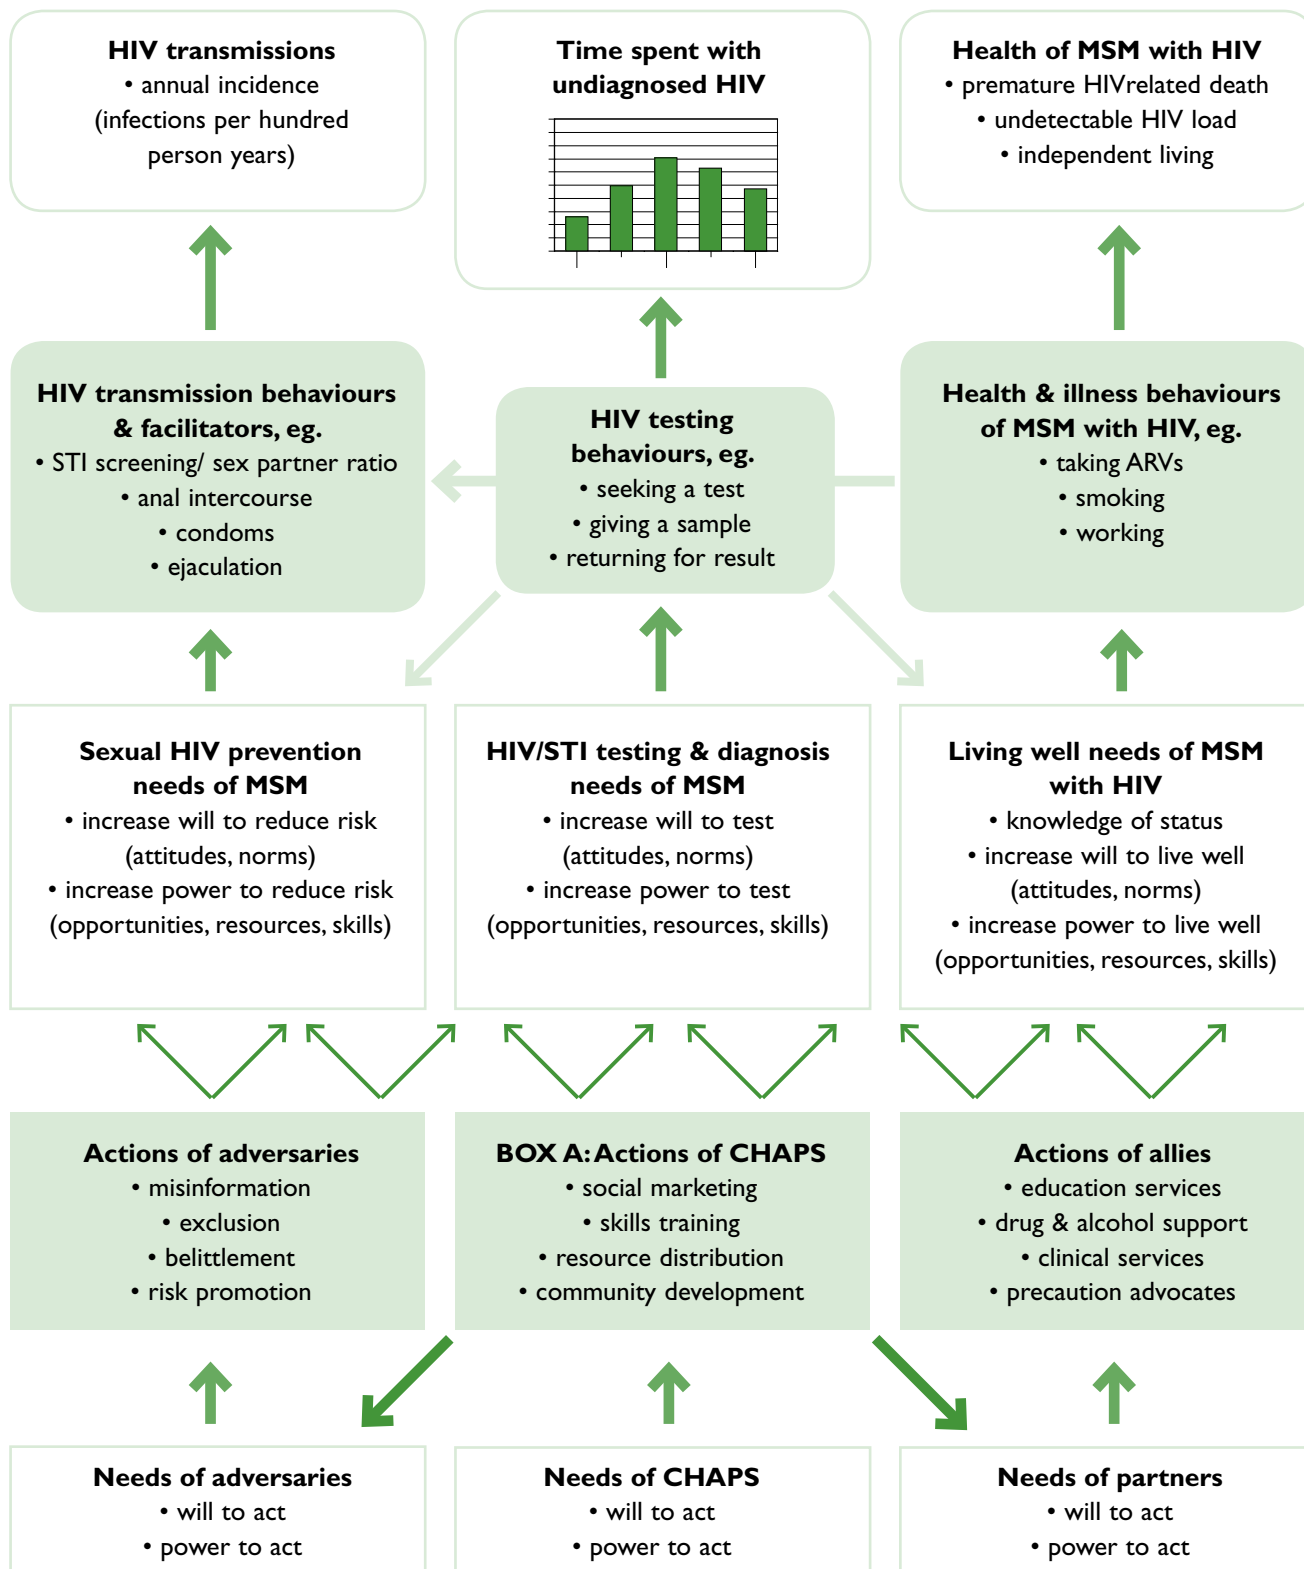 HIV transmissions
• annual incidence
(infections per hundred
person years)
Time spent with
undiagnosed HIV
Health of MSM with HIV
• premature HIVrelated death
• undetectable HIV load
• independent living
HIV transmission behaviours
& facilitators, eg.
• STI screening/ sex partner ratio
• anal intercourse
• condoms
• ejaculation
HIV testing
behaviours, eg.
• seeking a test
• giving a sample
• returning for result
Health & illness behaviours
of MSM with HIV, eg.
• taking ARVs
• smoking
• working
Sexual HIV prevention
needs of MSM
• increase will to reduce risk
(attitudes, norms)
• increase power to reduce risk
(opportunities, resources, skills)
HIV/STI testing & diagnosis
needs of MSM
• increase will to test
(attitudes, norms)
• increase power to test
(opportunities, resources, skills)
Living well needs of MSM
with HIV
• knowledge of status
• increase will to live well
(attitudes, norms)
• increase power to live well
(opportunities, resources, skills)
Actions of adversaries
• misinformation
• exclusion
• belittlement
• risk promotion
BOX A: Actions of CHAPS
• social marketing
• skills training
• resource distribution
• community development
Actions of allies
• education services
• drug & alcohol support
• clinical services
• precaution advocates
Needs of adversaries
• will to act
• power to act
Needs of CHAPS
• will to act
• power to act
Needs of partners
• will to act
• power to act